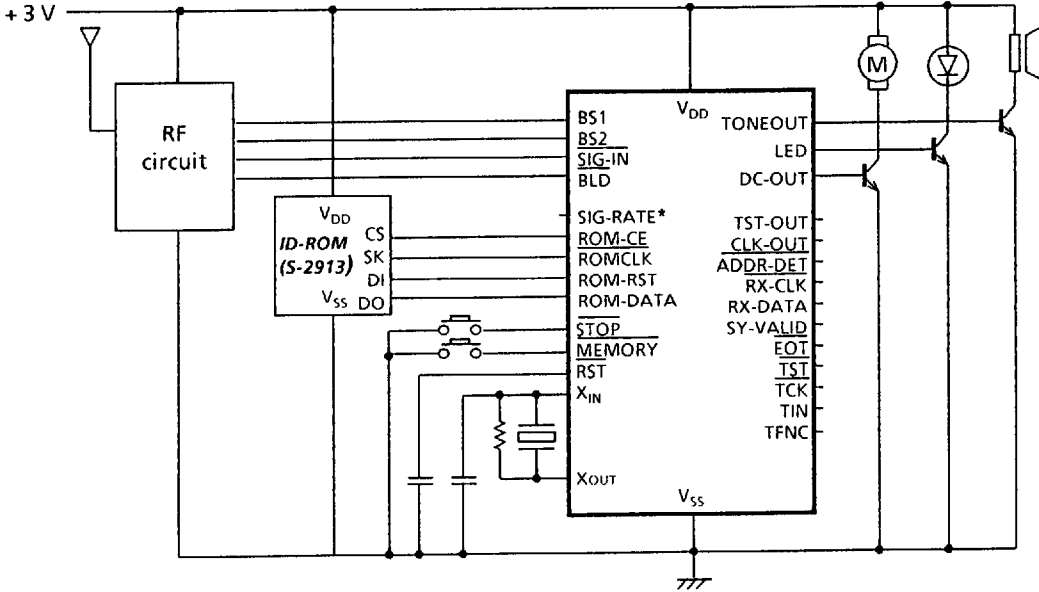 + 3 V
RF
circuit
VDD
ID-ROM
(S-2913)
VSS
CS
SK
DI
DO
VDD
BS1
BS2
SIG-IN
BLD
SIG-RATE*
ROM-CE
ROMCLK
ROM-RST
ROM-DATA
STOP
MEMORY
RST
XIN
XOUT
VSS
TONEOUT
LED
DC-OUT
TST-OUT
CLK-OUT
ADDR-DET
RX-CLK
RX-DATA
SY-VALID
EOT
TST
TCK
TIN
TFNC
M